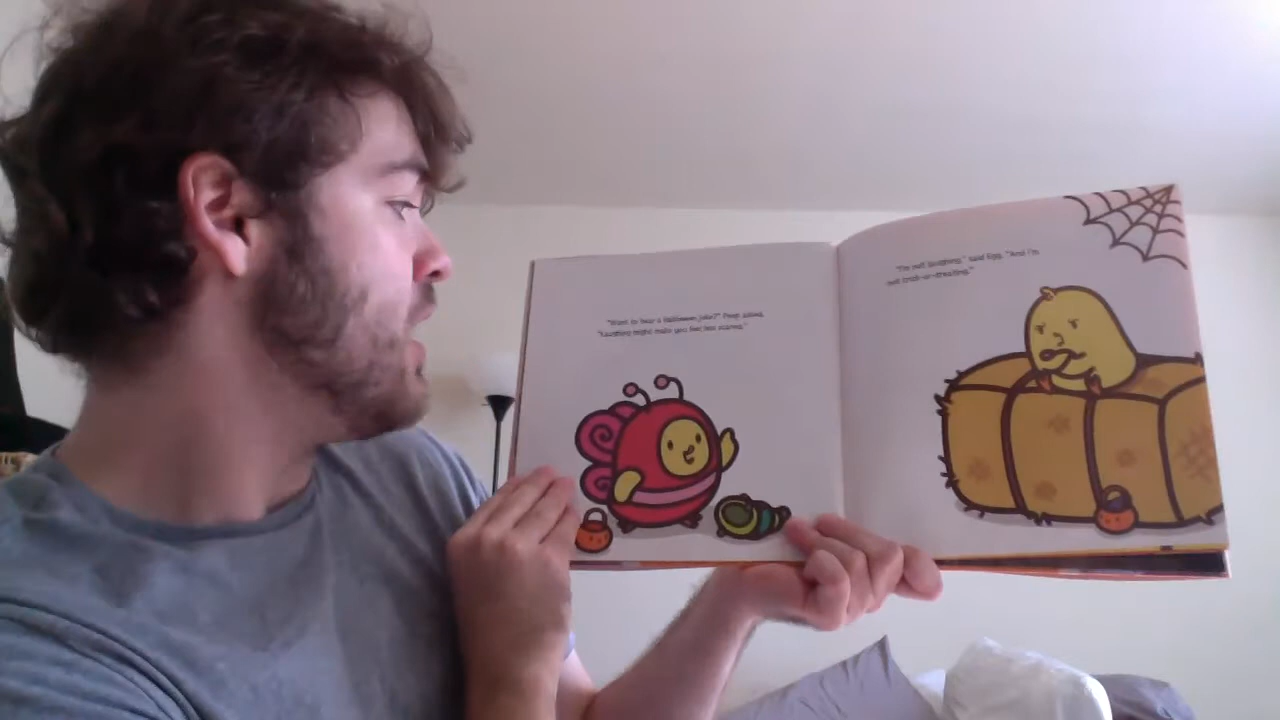 "Want to hear a Halloween joke?" Peep asked.
"Laughing might make you feel less scared."
"I'm not laughing," said Egg. "And I'm
not trick-or-treating."